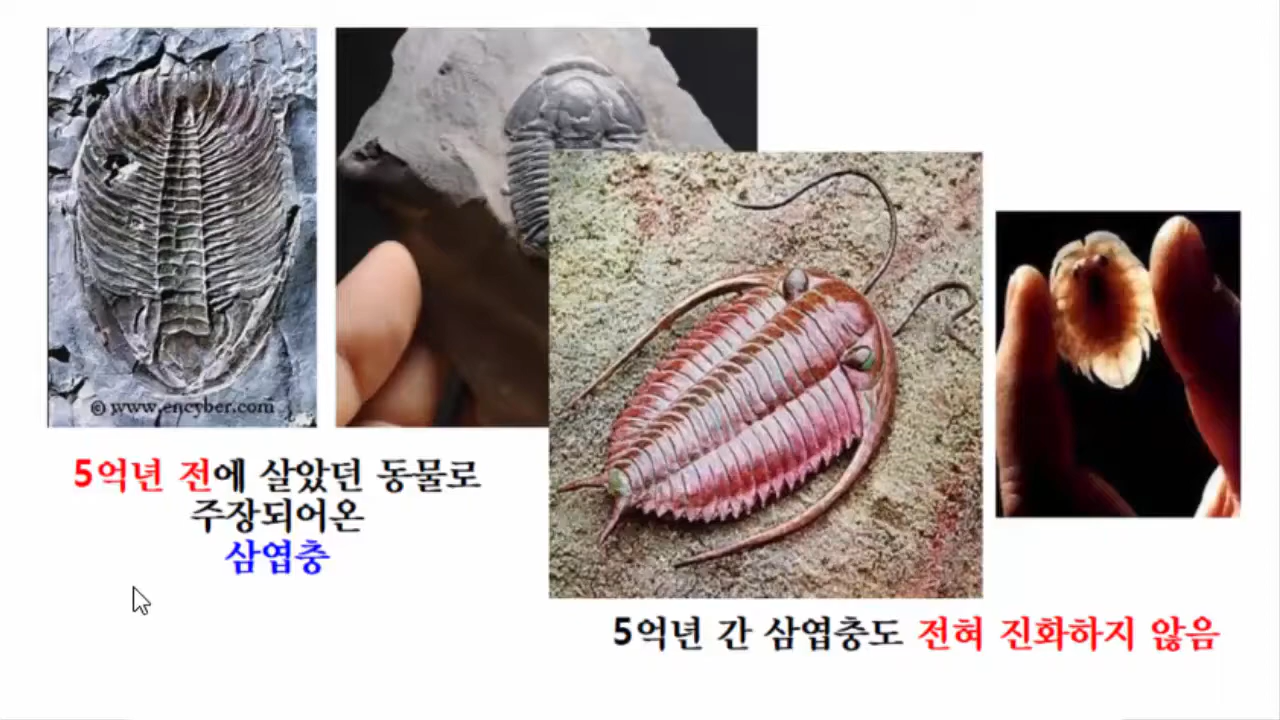 © www.encyber.com
5억년 전에 살았던 동물로
주장되어온
삼엽충
5억년 간 삼엽충도 전혀 진화하지 않음